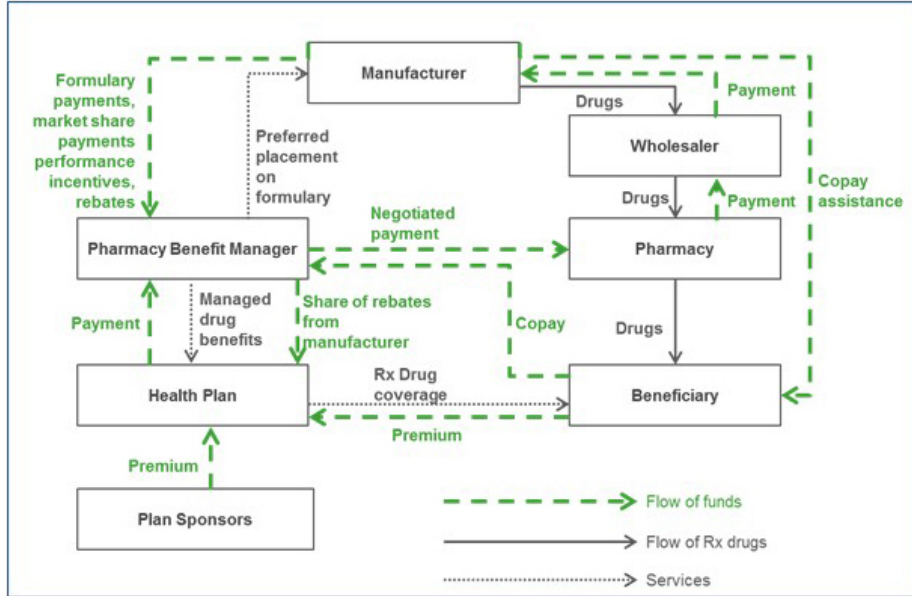 Manufacturer
Formulary
payments,
market share
payments
performance
incentives,
rebates
Preferred
placement
on
formulary
Drugs
Payment
Wholesaler
Copay
assistance
Drugs
Payment
Negotiated
payment
Pharmacy Benefit Manager
Pharmacy
Payment
Managed
drug
benefits
Share of rebates
from
manufacturer
Copay
Drugs
Health Plan
Rx Drug
coverage
Beneficiary
Premium
Premium
Plan Sponsors
Flow of funds
Flow of Rx drugs
Services